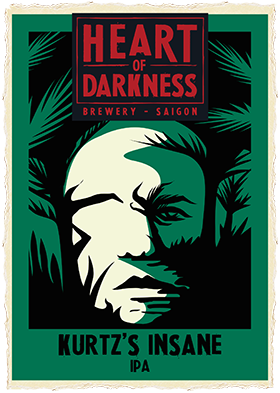 HEART
OF
DARKNESS
BREWERY - SAIGON
KURTZ'S INSANE
IPA